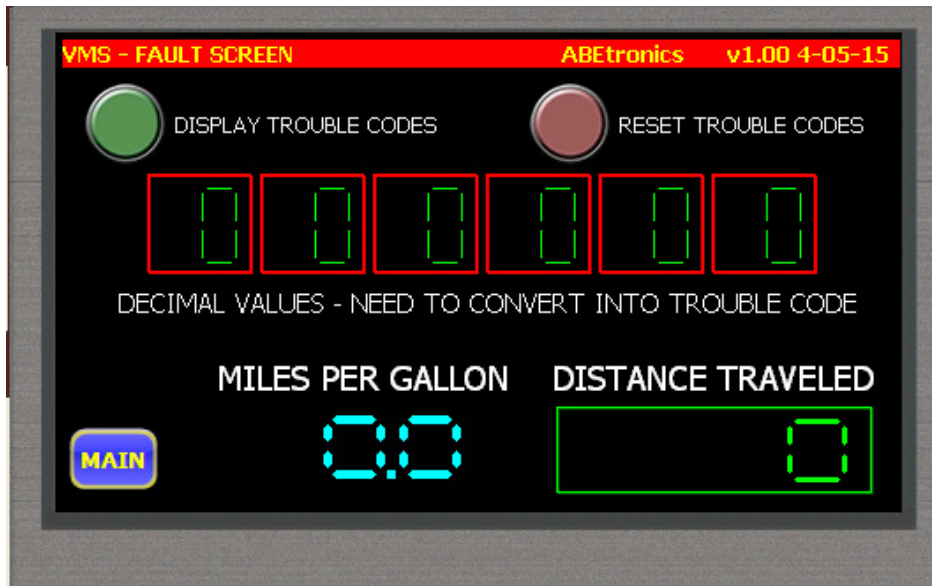 VMS - FAULT SCREEN ABEtronics v1.00 4-05-15
DISPLAY TROUBLE CODES RESET TROUBLE CODES
0 0 0 0 0 0
DECIMAL VALUES - NEED TO CONVERT INTO TROUBLE CODE
MILES PER GALLON DISTANCE TRAVELED
MAIN 0.0 0